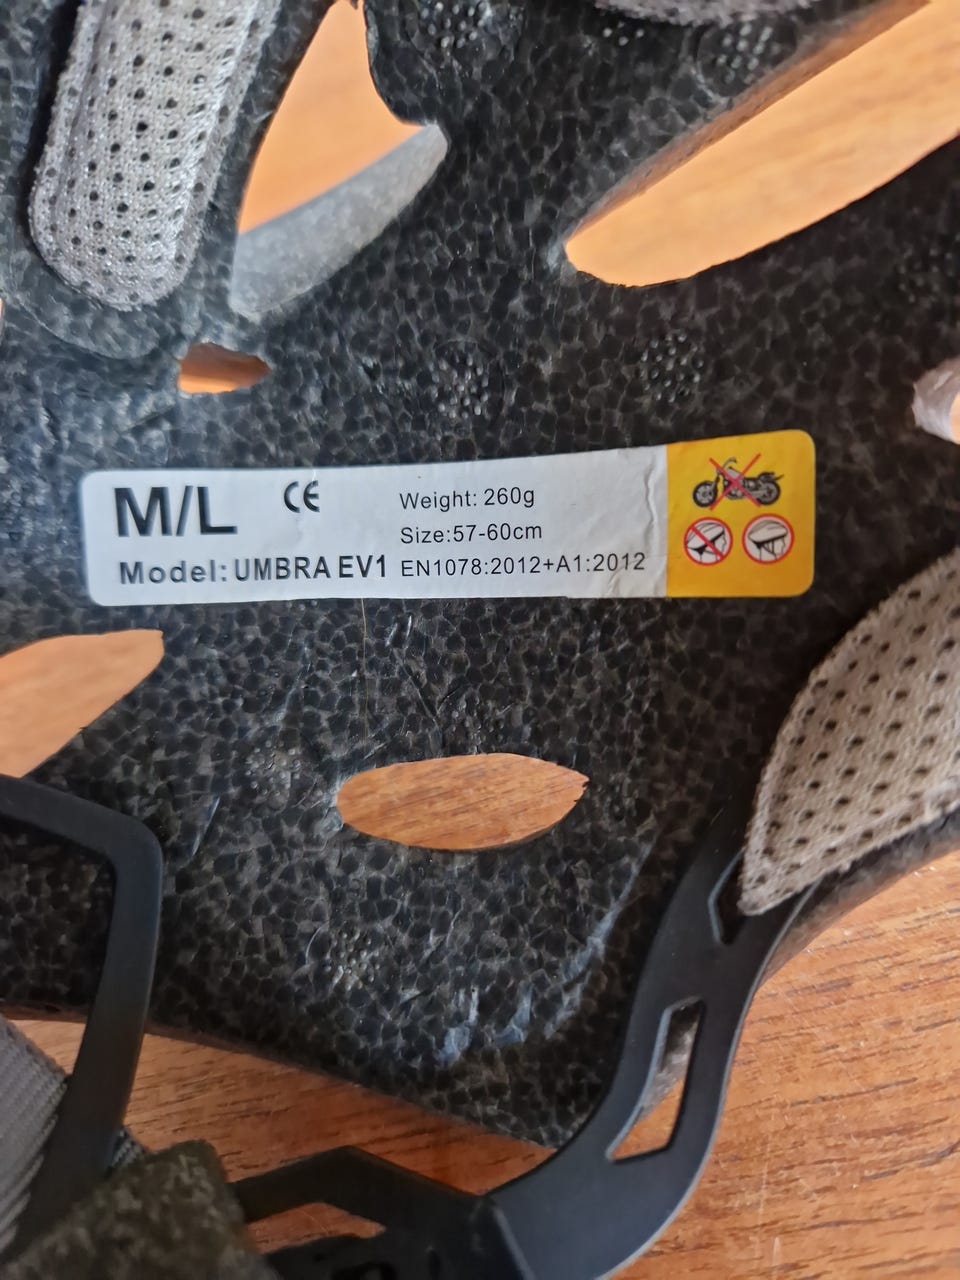 M/L CE
Model: UMBRA EV1
Weight: 260g
Size:57-60cm
EN1078:2012+A1:2012